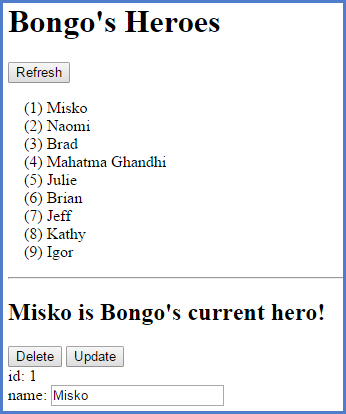 Bongo's Heroes
Refresh
(1) Misko
(2) Naomi
(3) Brad
(4) Mahatma Ghandhi
(5) Julie
(6) Brian
(7) Jeff
(8) Kathy
(9) Igor
Misko is Bongo's current hero!
Delete Update
id: 1
name: Misko